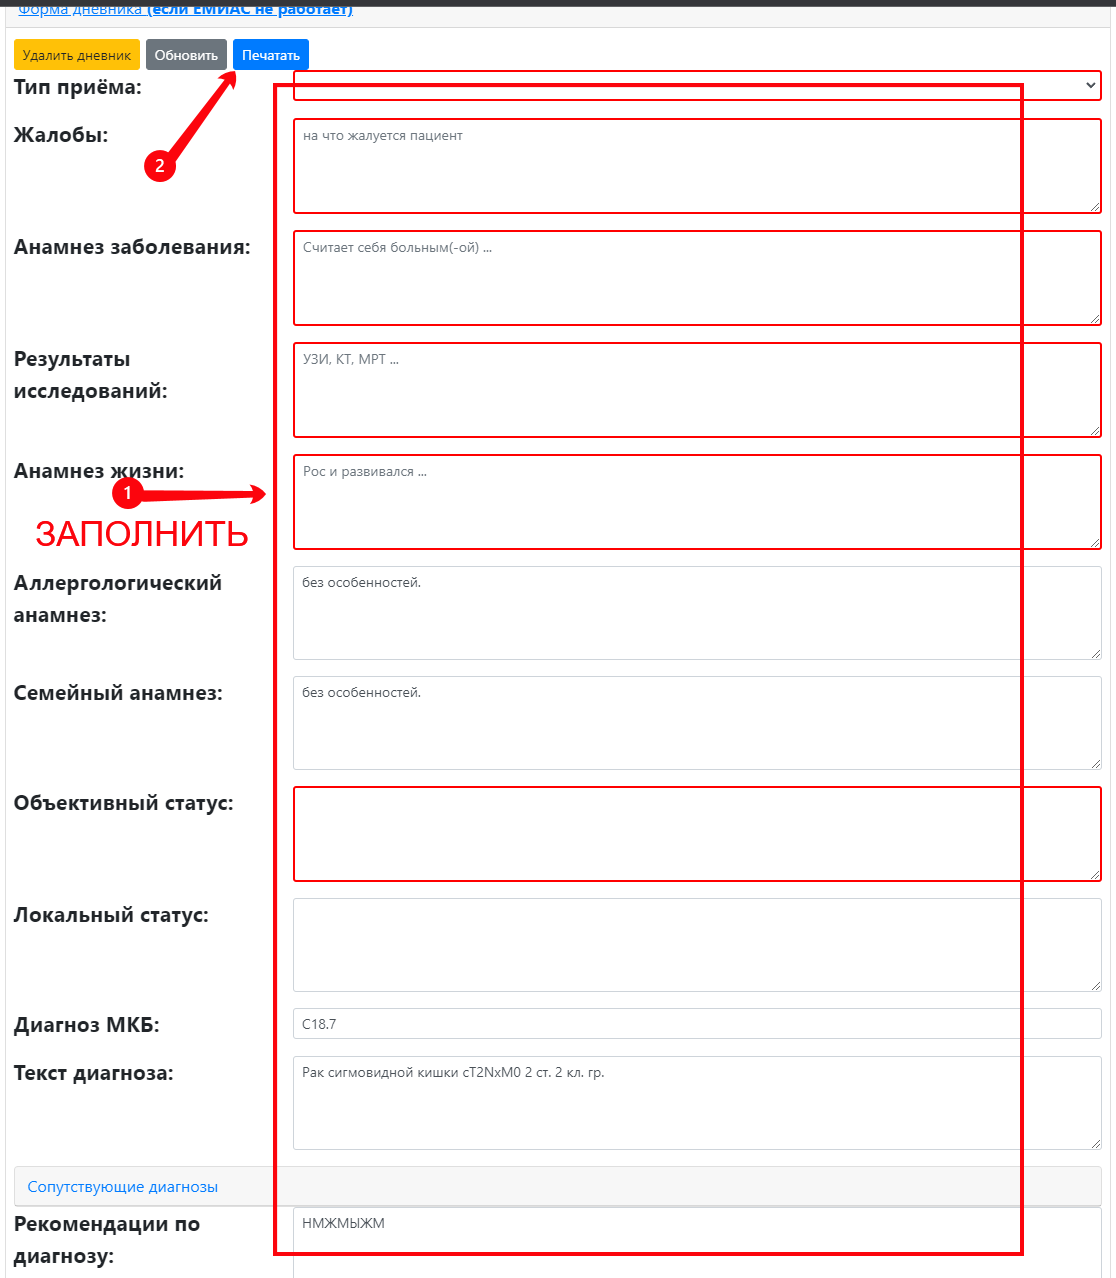 Форма дневника (если ЕМИАС не работает)
Удалить дневник Обновить Печатать
Тип приёма:
2
Жалобы:
на что жалуется пациент
Анамнез заболевания:
Считает себя больным(-ой) ...
Результаты
исследований:
УЗИ, КТ, МРТ ...
Анамнез жизни:
Рос и развивался ...
1
ЗАПОЛНИТЬ
Аллергологический
анамнез:
без особенностей.
Семейный анамнез:
без особенностей.
Объективный статус:
Локальный статус:
Диагноз МКБ:
C18.7
Текст диагноза:
Рак сигмовидной кишки cT2NxM0 2 ст. 2 кл. гр.
Сопутствующие диагнозы
Рекомендации по
диагнозу:
НМЖМЫЖМ